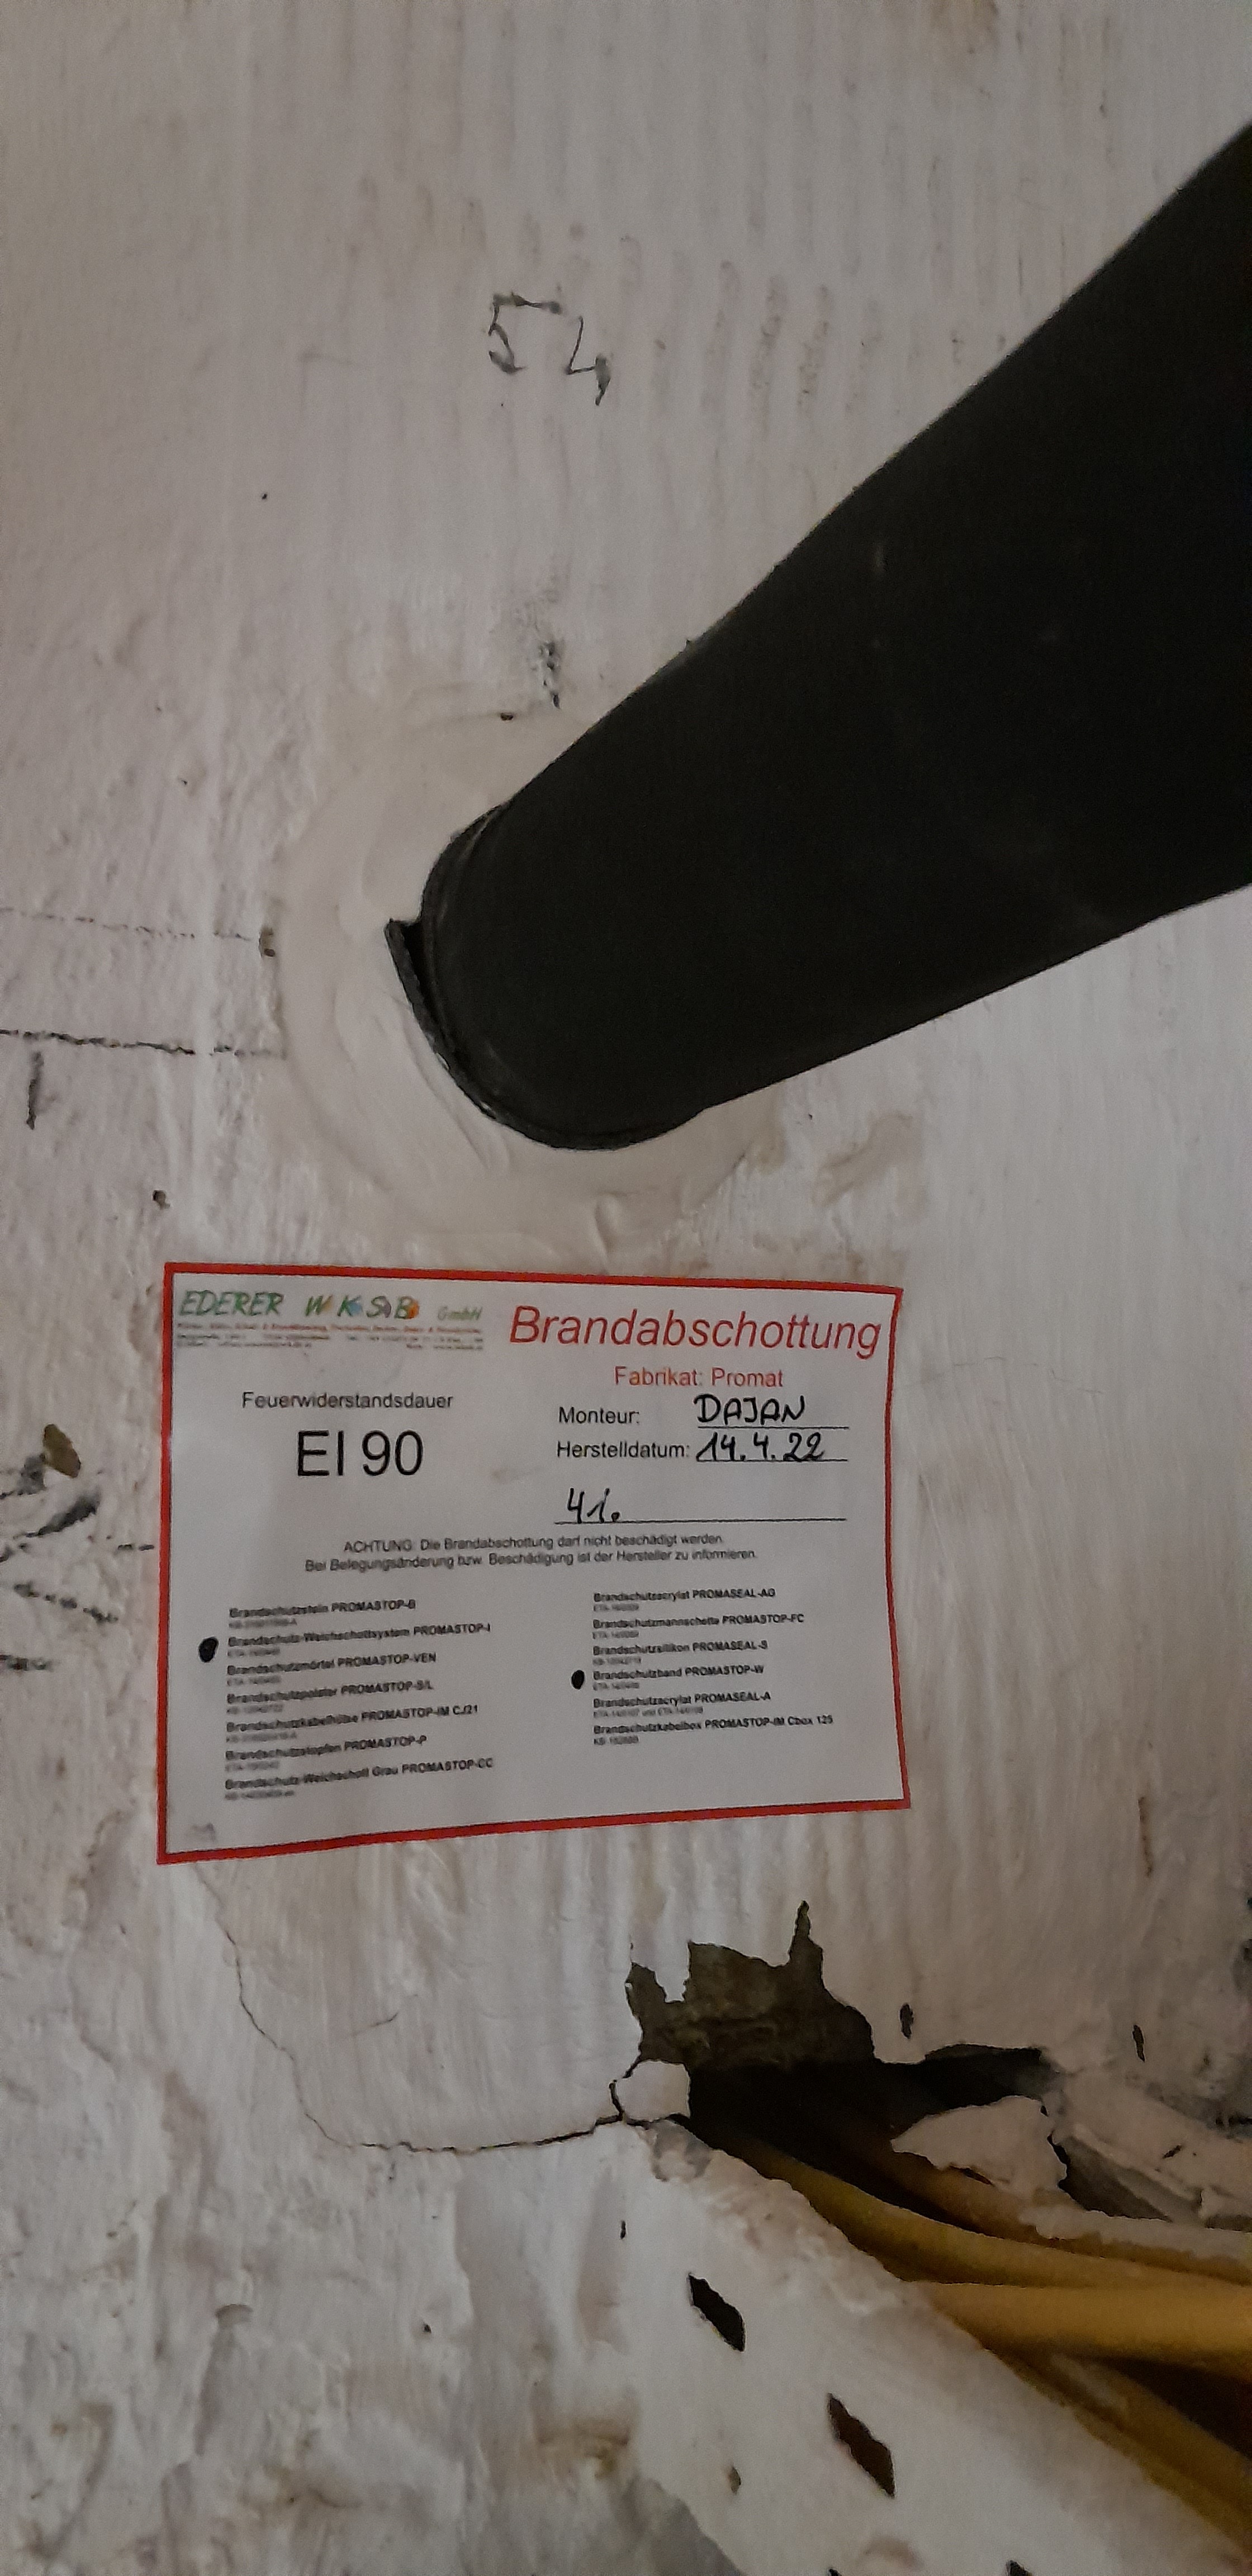 54
EDERER WKSB GmbH
Brandabschottung
Fabrikat: Promat
Feuerwiderstandsdauer
EI 90
Monteur: DAJAN
Herstelldatum: 14.4.22
41.
ACHTUNG: Die Brandabschottung darf nicht beschädigt werden.
Bei Belegungsänderung bzw. Beschädigung ist der Hersteller zu informieren.
Brandschutzstein PROMASTOP-B
Brandschutz-Weichschottsystem PROMASTOP-I
Brandschutzmörtel PROMASTOP-VEN
Brandschutzpolster PROMASTOP-S/L
Brandschutzkabelhülse PROMASTOP-IM CJ21
Brandschutzstopfen PROMASTOP-P
Brandschutz-Weichschott Grau PROMASTOP-CC
Brandschutzacrylat PROMASEAL-AG
Brandschutzmannschette PROMASTOP-FC
Brandschutzsilikon PROMASEAL-S
Brandschutzband PROMASTOP-W
Brandschutzacrylat PROMASEAL-A
Brandschutzkabelbox PROMASTOP-IM Cbox 125